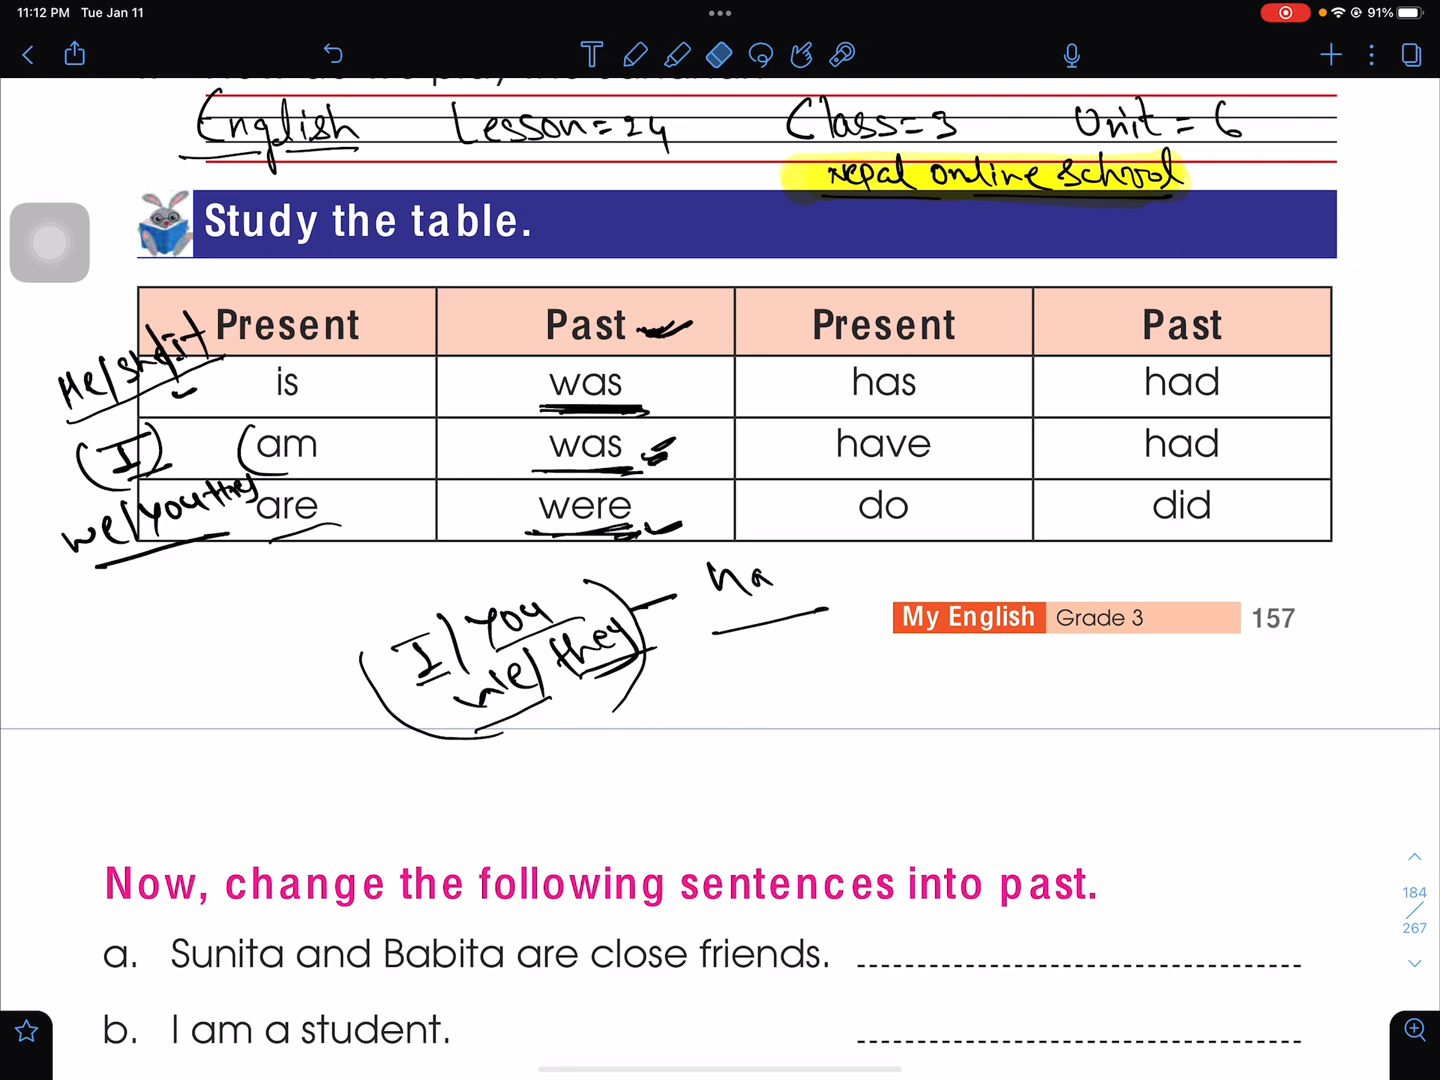 11:12 PM Tue Jan 11
91%
English Lesson=24 Class=3 Unit=6
Nepal online school
Study the table.
Present Past Present Past
He/She/it
is was has had
(I) (am was have had
we/you they are were do did
I/you
we/they
ha
My English Grade 3 157
Now, change the following sentences into past.
184
267
a. Sunita and Babita are close friends.
b. I am a student.